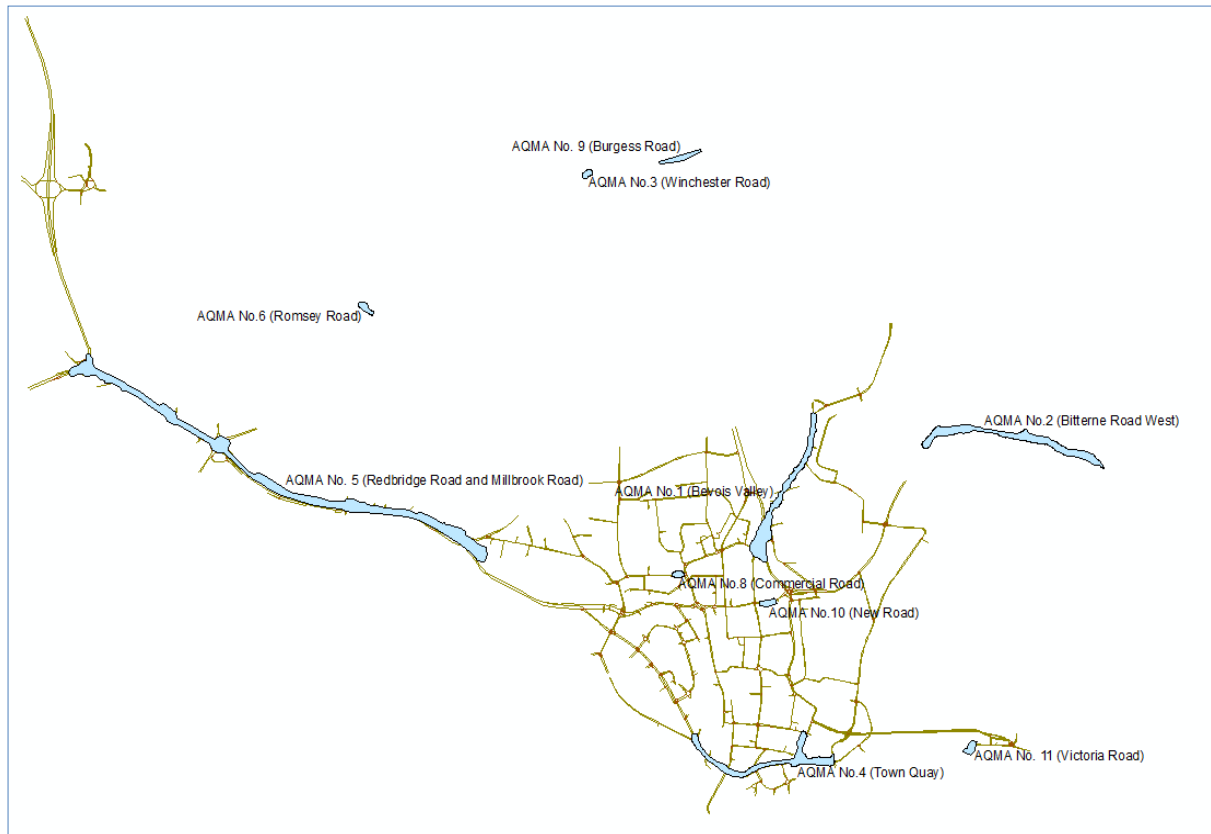 AQMA No. 9 (Burgess Road)
AQMA No.3 (Winchester Road)
AQMA No.6 (Romsey Road)
AQMA No.2 (Bitterne Road West)
AQMA No. 5 (Redbridge Road and Millbrook Road)
AQMA No.1 (Bevois Valley)
AQMA No.8 (Commercial Road)
AQMA No.10 (New Road)
AQMA No. 11 (Victoria Road)
AQMA No.4 (Town Quay)